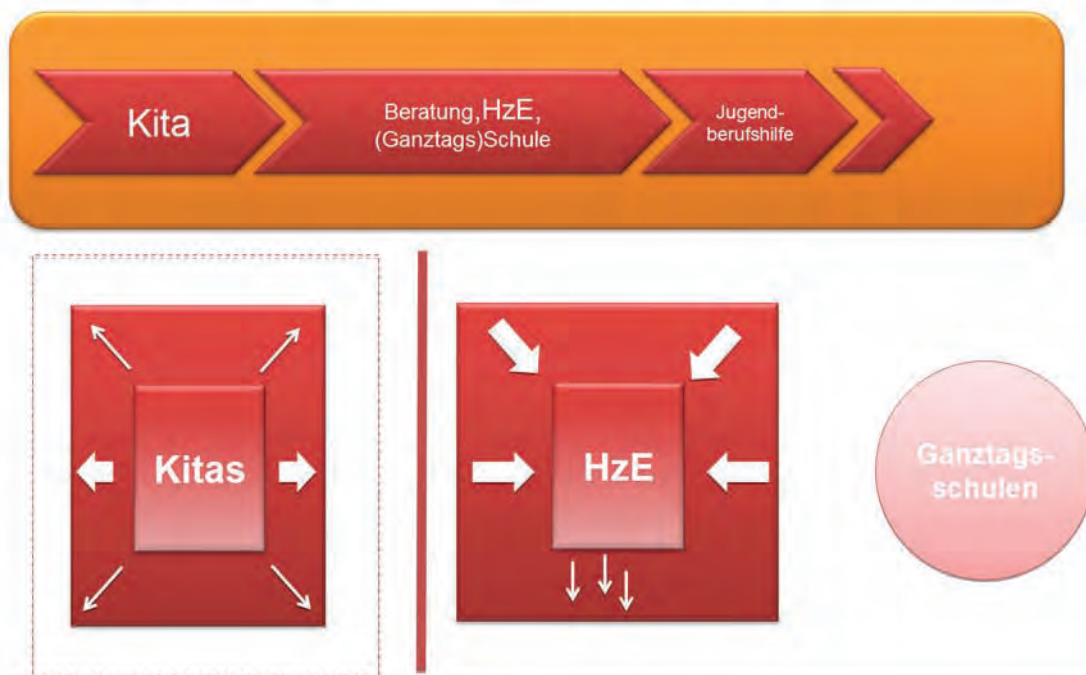 Kita
Beratung,HzE,
(Ganztags)Schule
Jugend-
berufshilfe
Kitas
HzE
Ganztags-
schulen